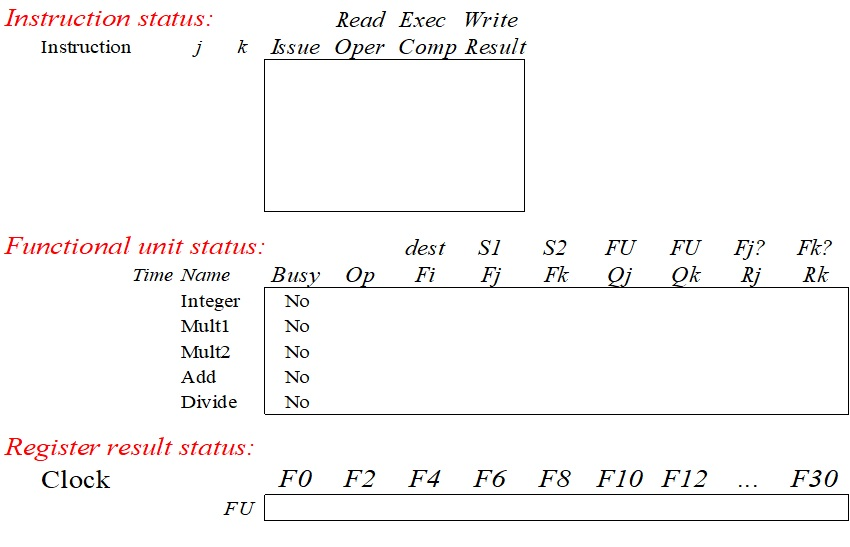 Instruction status: Read Exec Write
Instruction j k Issue Oper Comp Result
Functional unit status: dest S1 S2 FU FU Fj? Fk?
Time Name Busy Op Fi Fj Fk Qj Qk Rj Rk
Integer No
Mult1 No
Mult2 No
Add No
Divide No
Register result status:
Clock F0 F2 F4 F6 F8 F10 F12 ... F30
FU